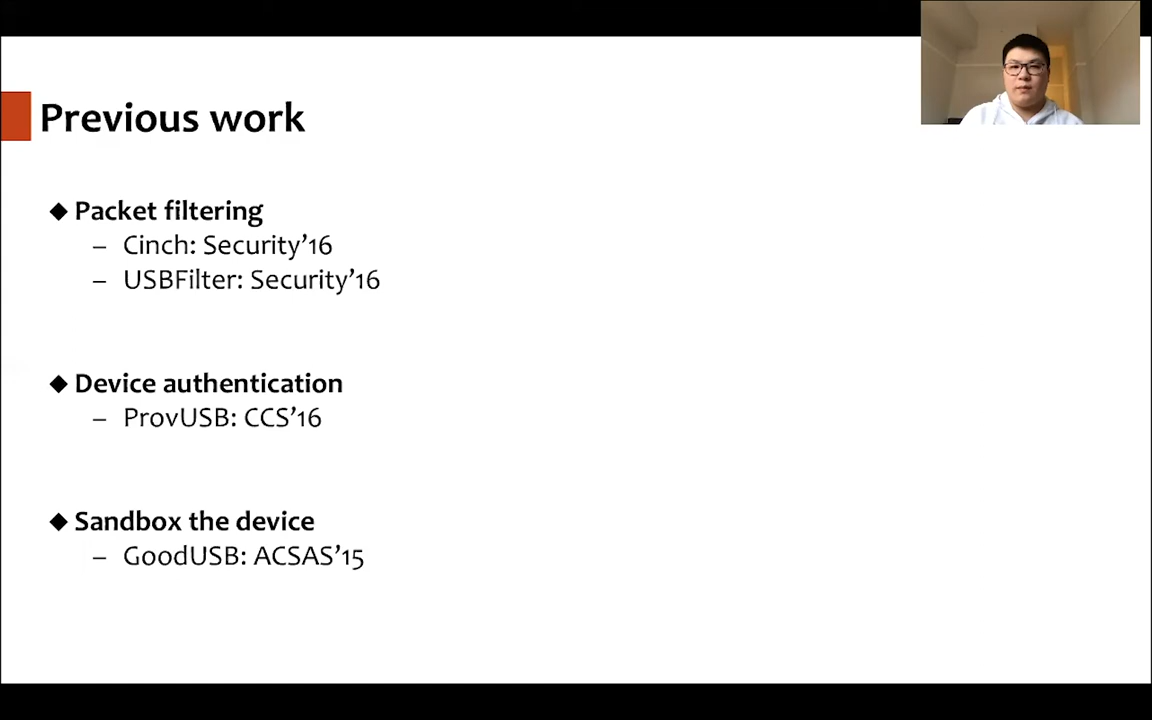 Previous work
◆ Packet filtering
– Cinch: Security’16
– USBFilter: Security’16
◆ Device authentication
– ProvUSB: CCS’16
◆ Sandbox the device
– GoodUSB: ACSAS’15